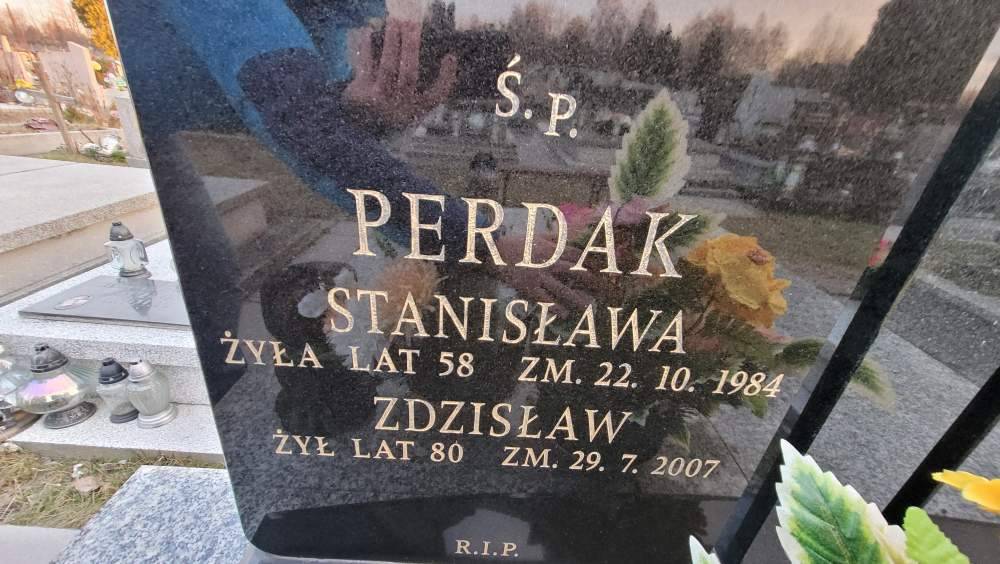 Ś.P.
PERDAK
STANISŁAWA
ŻYŁA LAT 58 ZM. 22. 10. 1984
ZDZISŁAW
ŻYŁ LAT 80 ZM. 29. 7. 2007
R.I.P.